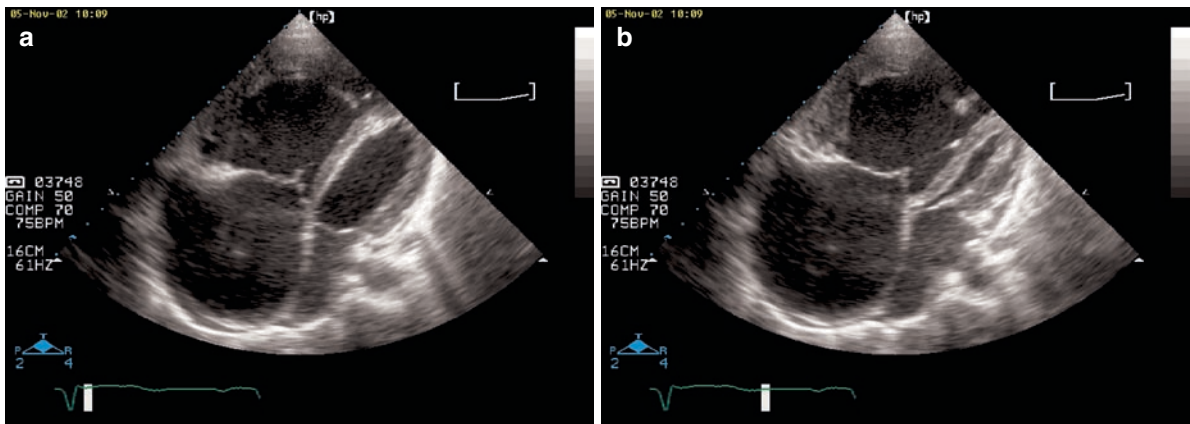 05-Nov-02 10:09
[hp]
a
03748
GAIN 50
COMP 70
75BPM
16CM
61HZ
T
P R
2 4
05-Nov-02 10:09
[hp]
b
03748
GAIN 50
COMP 70
75BPM
16CM
61HZ
T
P R
2 4